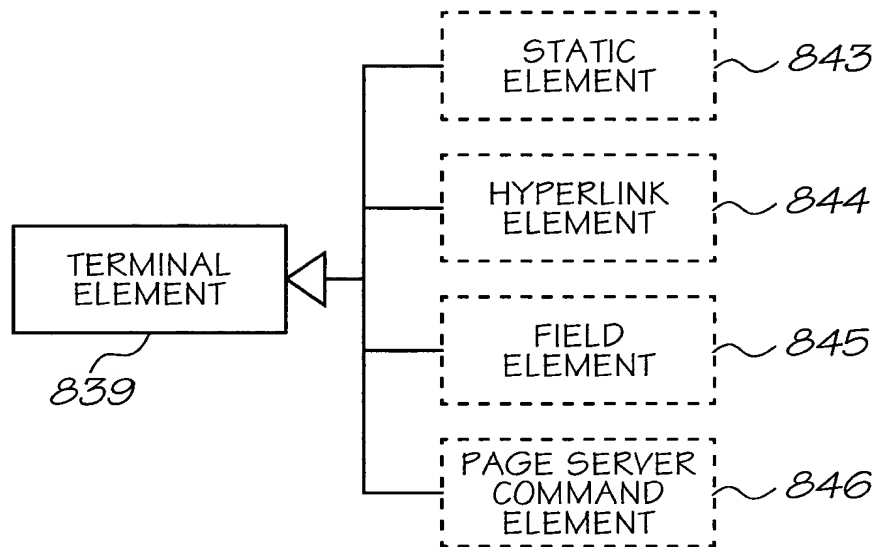 STATIC
ELEMENT
843
HYPERLINK
ELEMENT
844
TERMINAL
ELEMENT
839
FIELD
ELEMENT
845
PAGE SERVER
COMMAND
ELEMENT
846